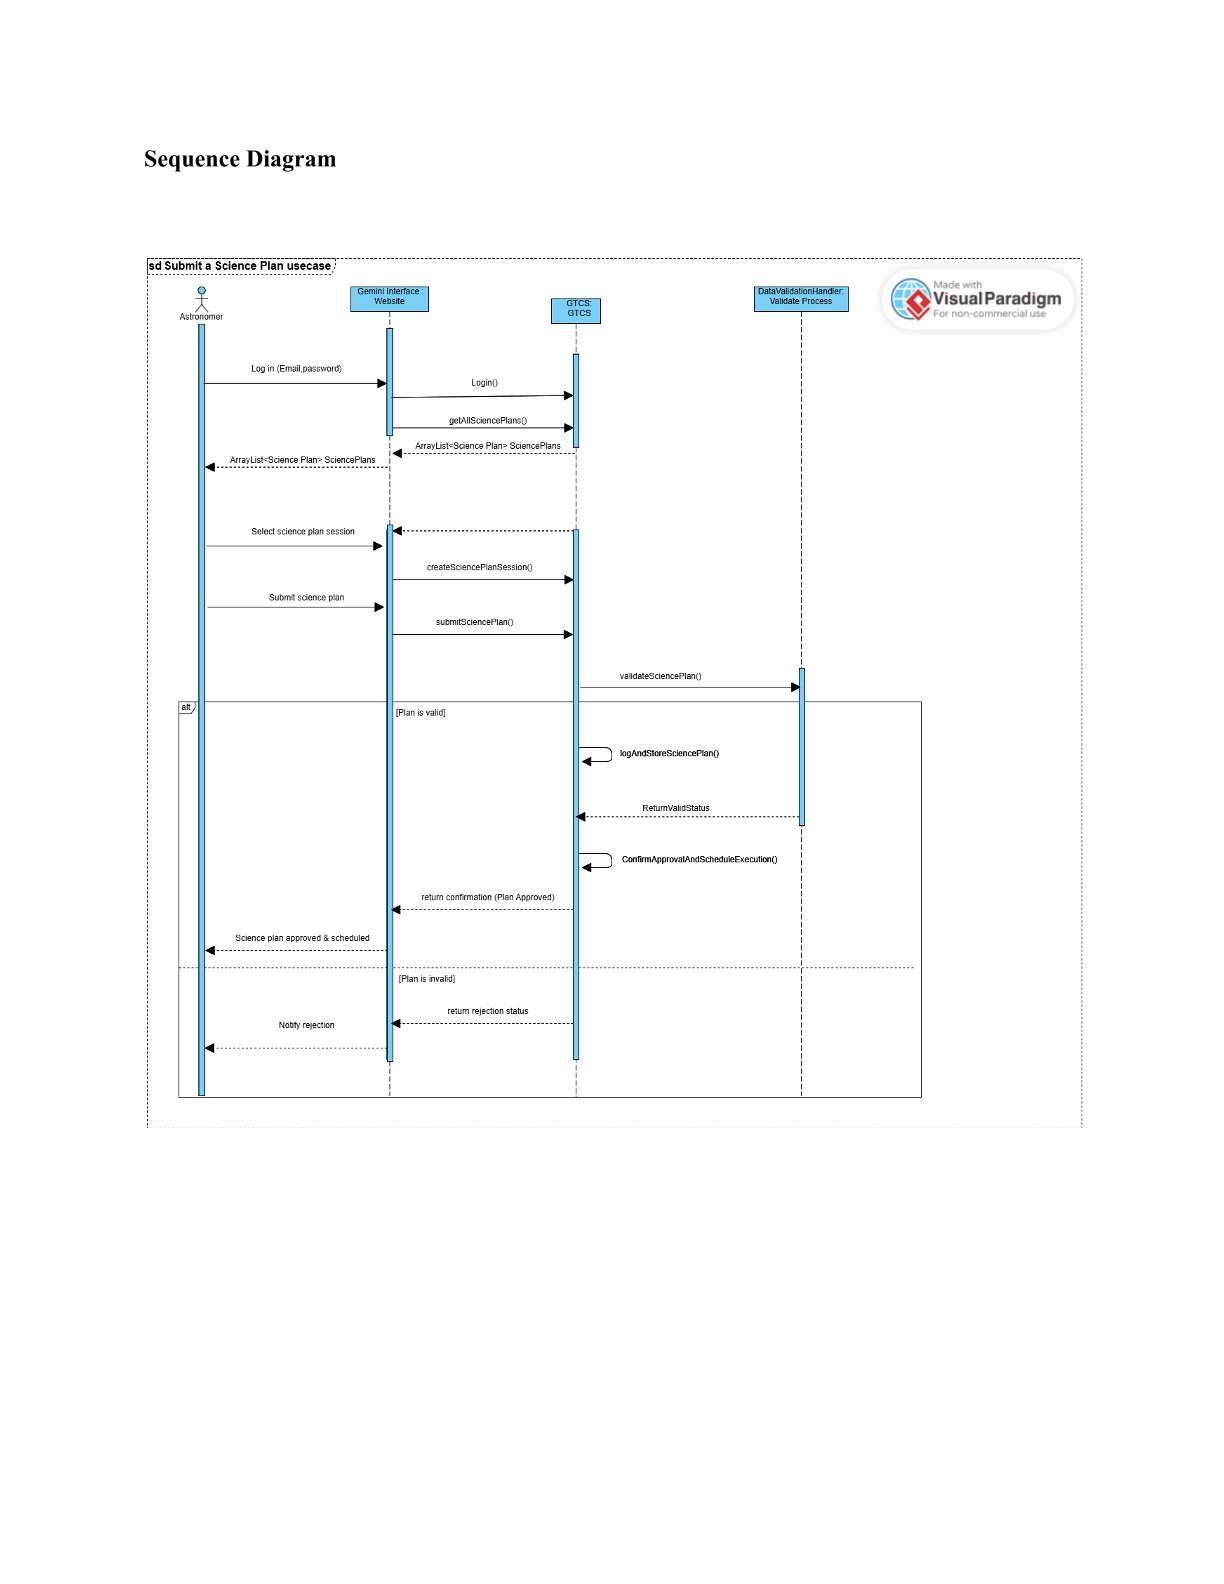 Sequence Diagram
sd Submit a Science Plan usecase
Made with
Visual Paradigm
For non-commercial use
Astronomer
Gemini Interface :
Website
GTCS:
GTCS
DataValidationHandler:
Validate Process
Log in (Email,password)
Login()
getAllSciencePlans()
ArrayList<Science Plan> SciencePlans
ArrayList<Science Plan> SciencePlans
Select science plan session
createSciencePlanSession()
Submit science plan
submitSciencePlan()
validateSciencePlan()
alt
[Plan is valid]
logAndStoreSciencePlan()
ReturnValidStatus
ConfirmApprovalAndScheduleExecution()
return confirmation (Plan Approved)
Science plan approved & scheduled
[Plan is invalid]
return rejection status
Notify rejection